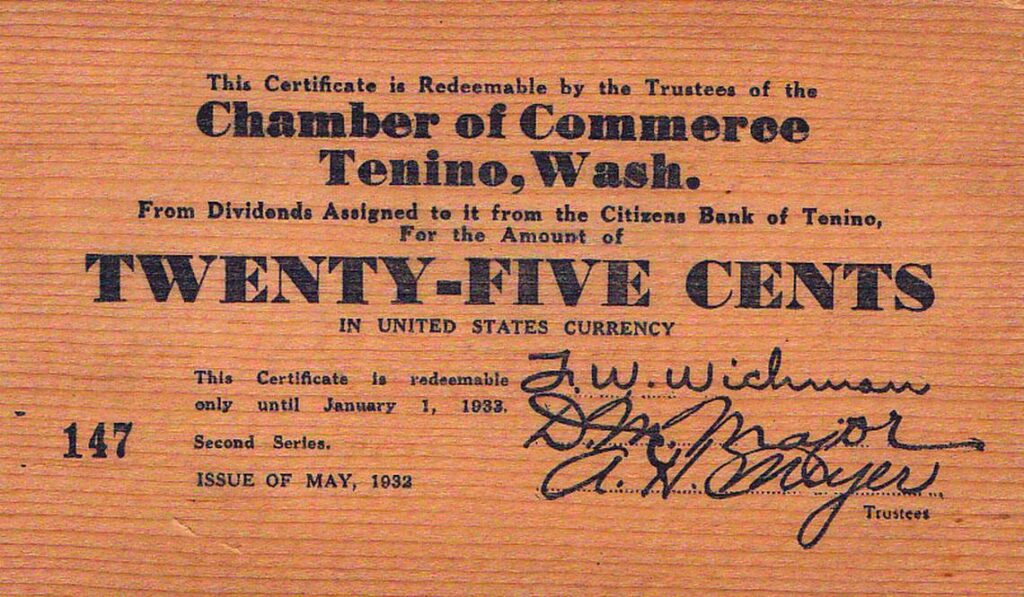 This Certificate is Redeemable by the Trustees of the
Chamber of Commerce
Tenino, Wash.
From Dividends Assigned to it from the Citizens Bank of Tenino,
For the Amount of
TWENTY-FIVE CENTS
IN UNITED STATES CURRENCY
This Certificate is redeemable
only until January 1, 1933.
147
Second Series.
ISSUE OF MAY, 1932
F. W. Wichman
D. M. Major
A. H. Meyer
Trustees